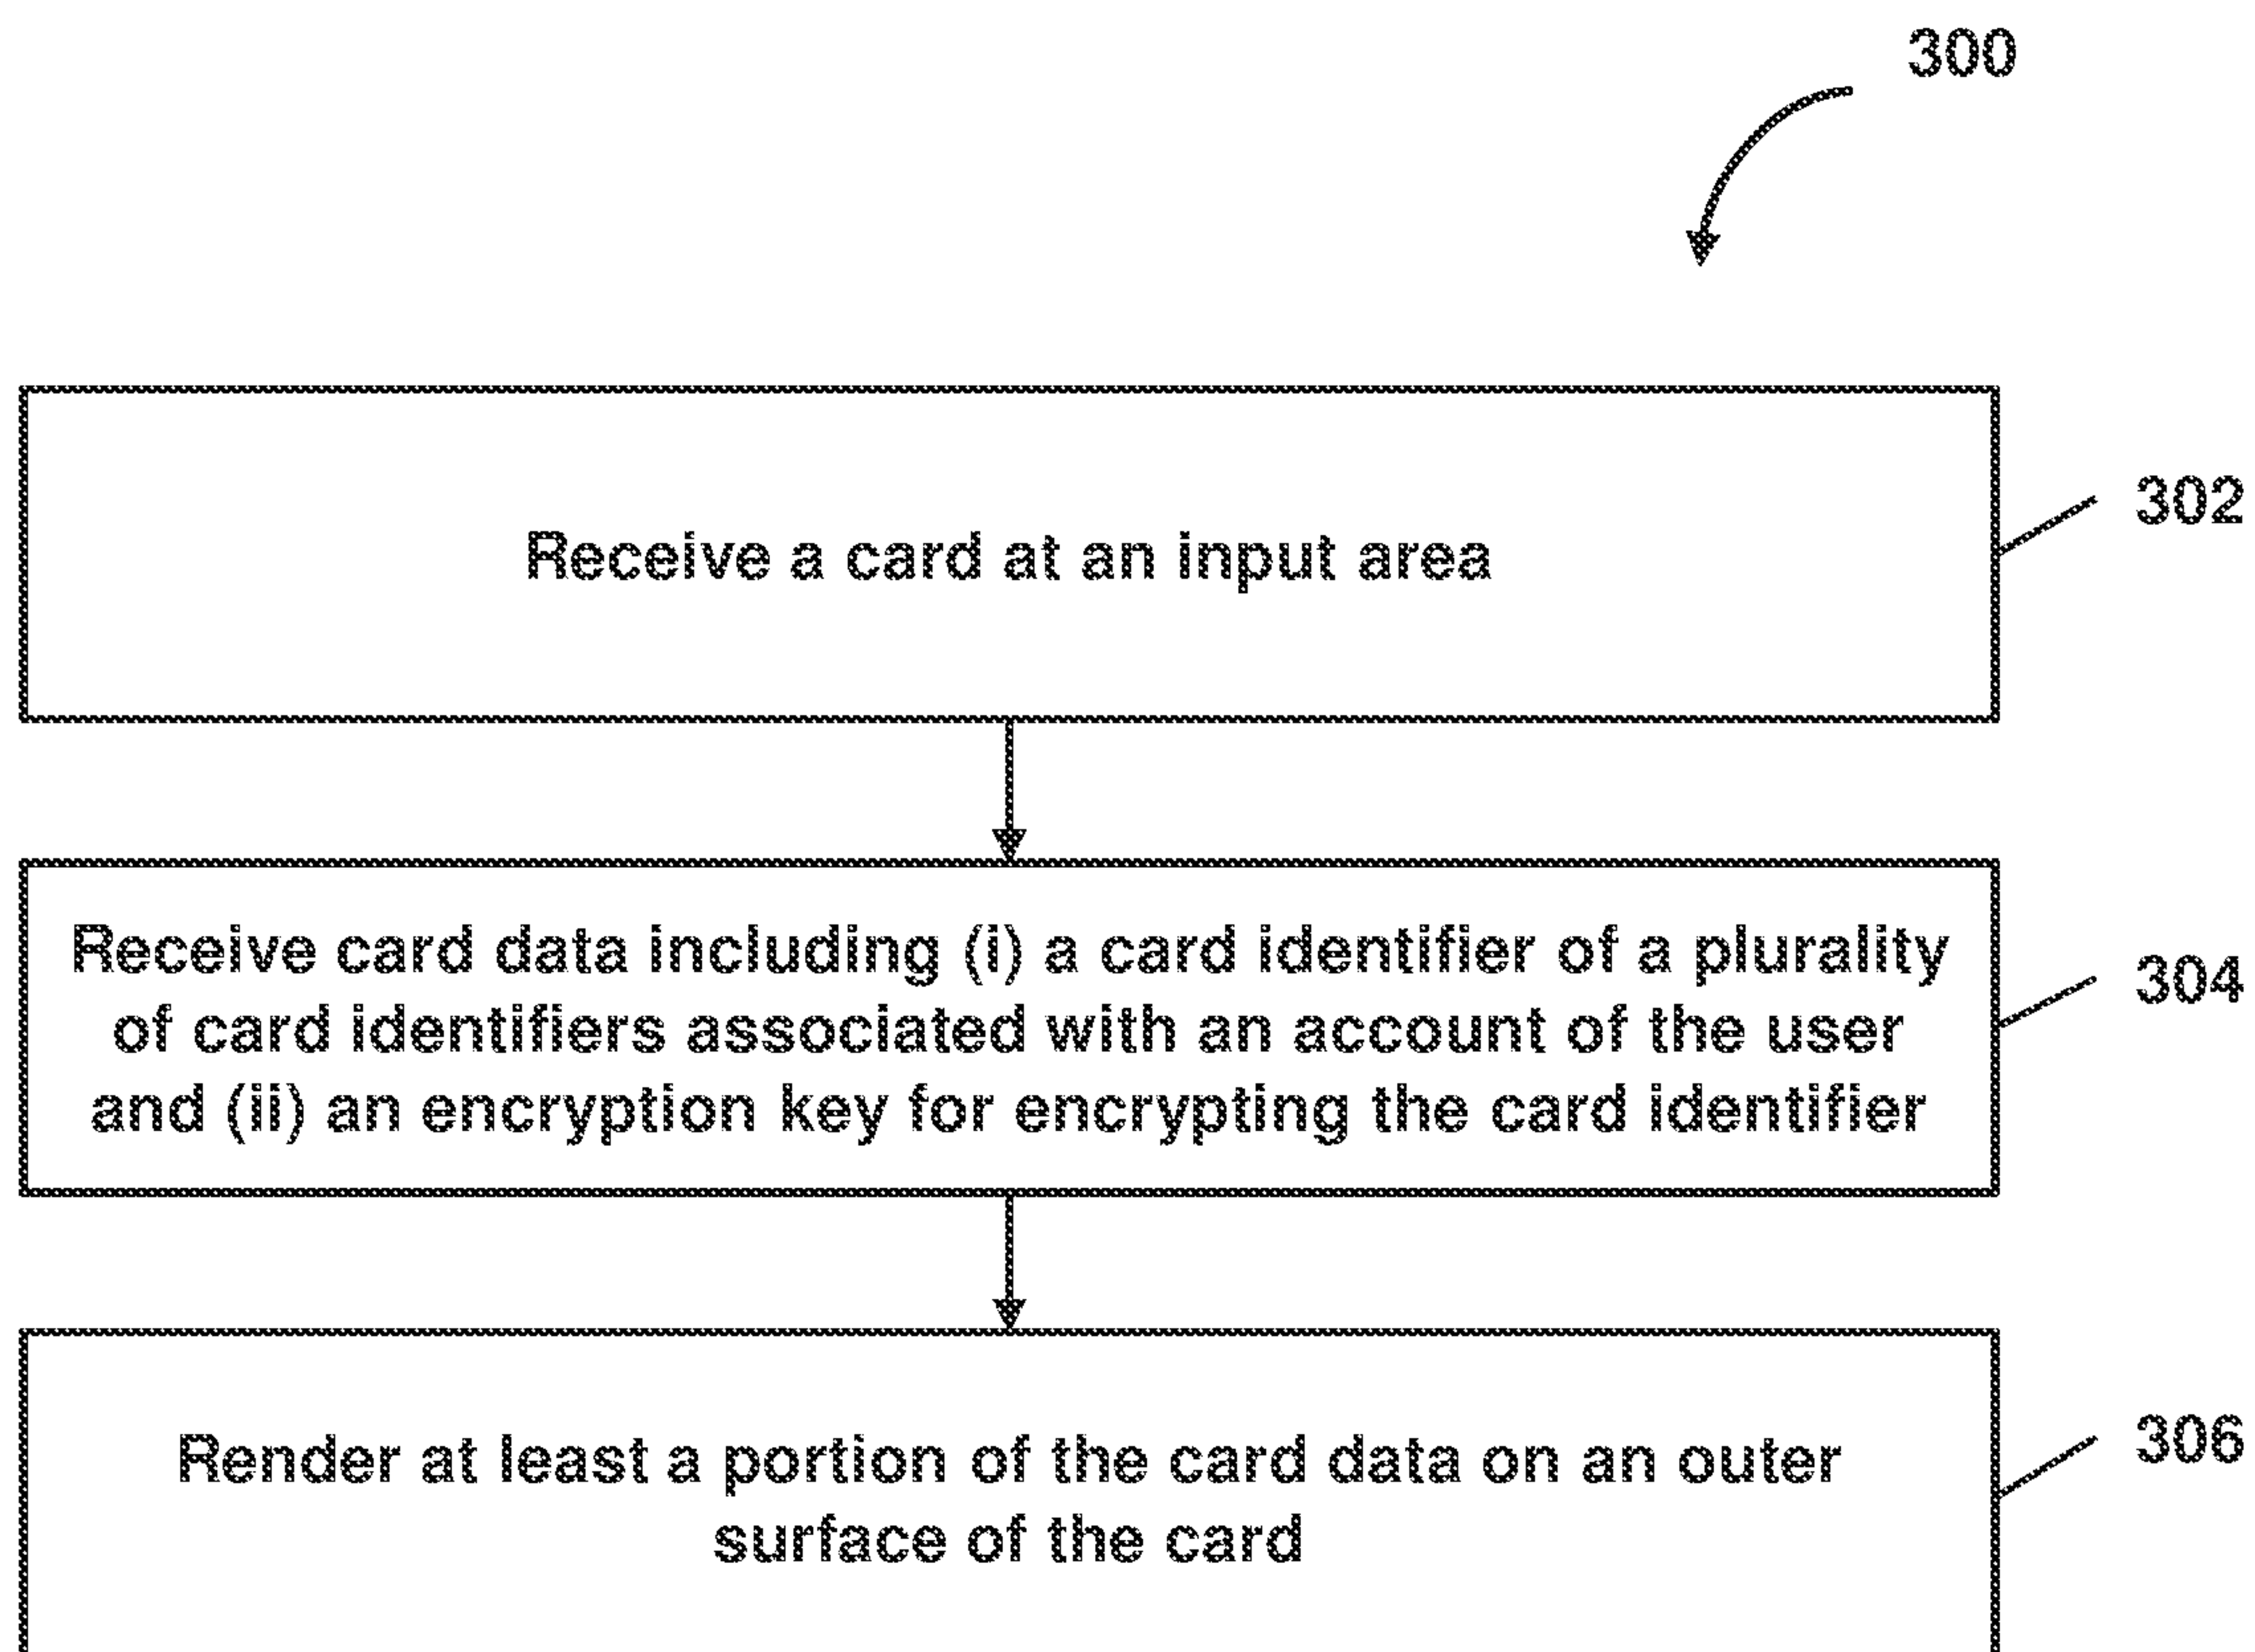 300
Receive a card at an input area
302
Receive card data including (i) a card identifier of a plurality
of card identifiers associated with an account of the user
and (ii) an encryption key for encrypting the card identifier
304
Render at least a portion of the card data on an outer
surface of the card
306